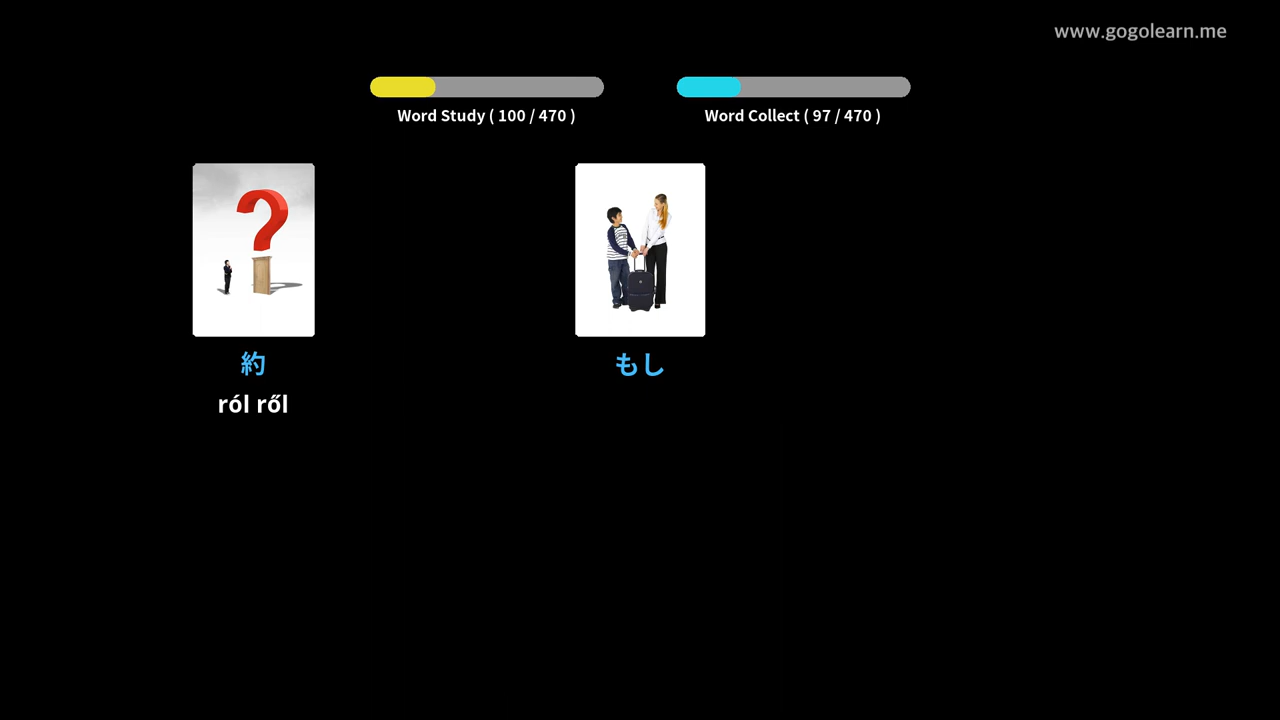 www.gogolearn.me
Word Study ( 100 / 470 )
Word Collect ( 97 / 470 )
約
ról ről
もし